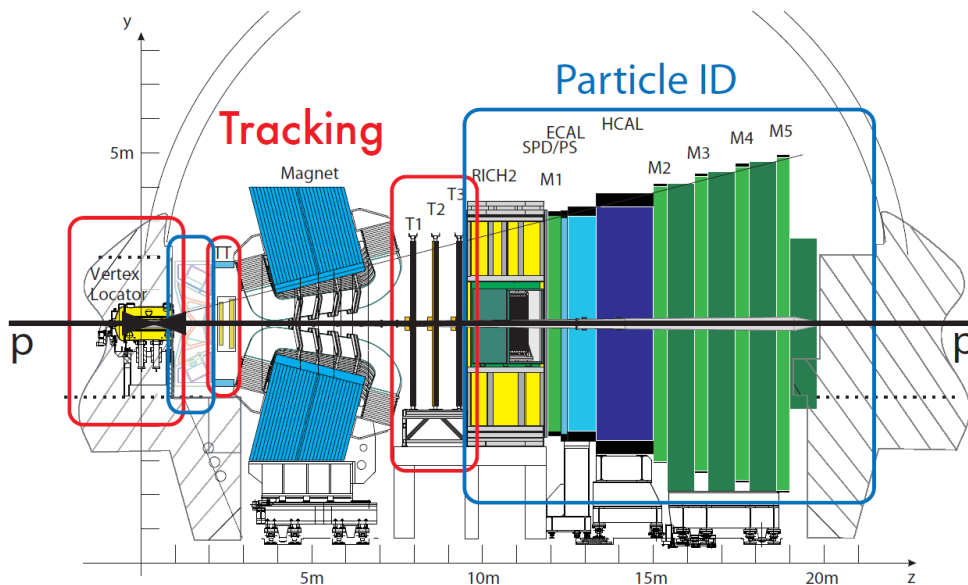 y
Particle ID
Tracking
5m
Magnet
ECAL
HCAL
SPD/PS
RICH2
M1
M2
M3
M4
M5
T1
T2
T3
TT
Vertex
Locator
p
p
5m
10m
15m
20m
z